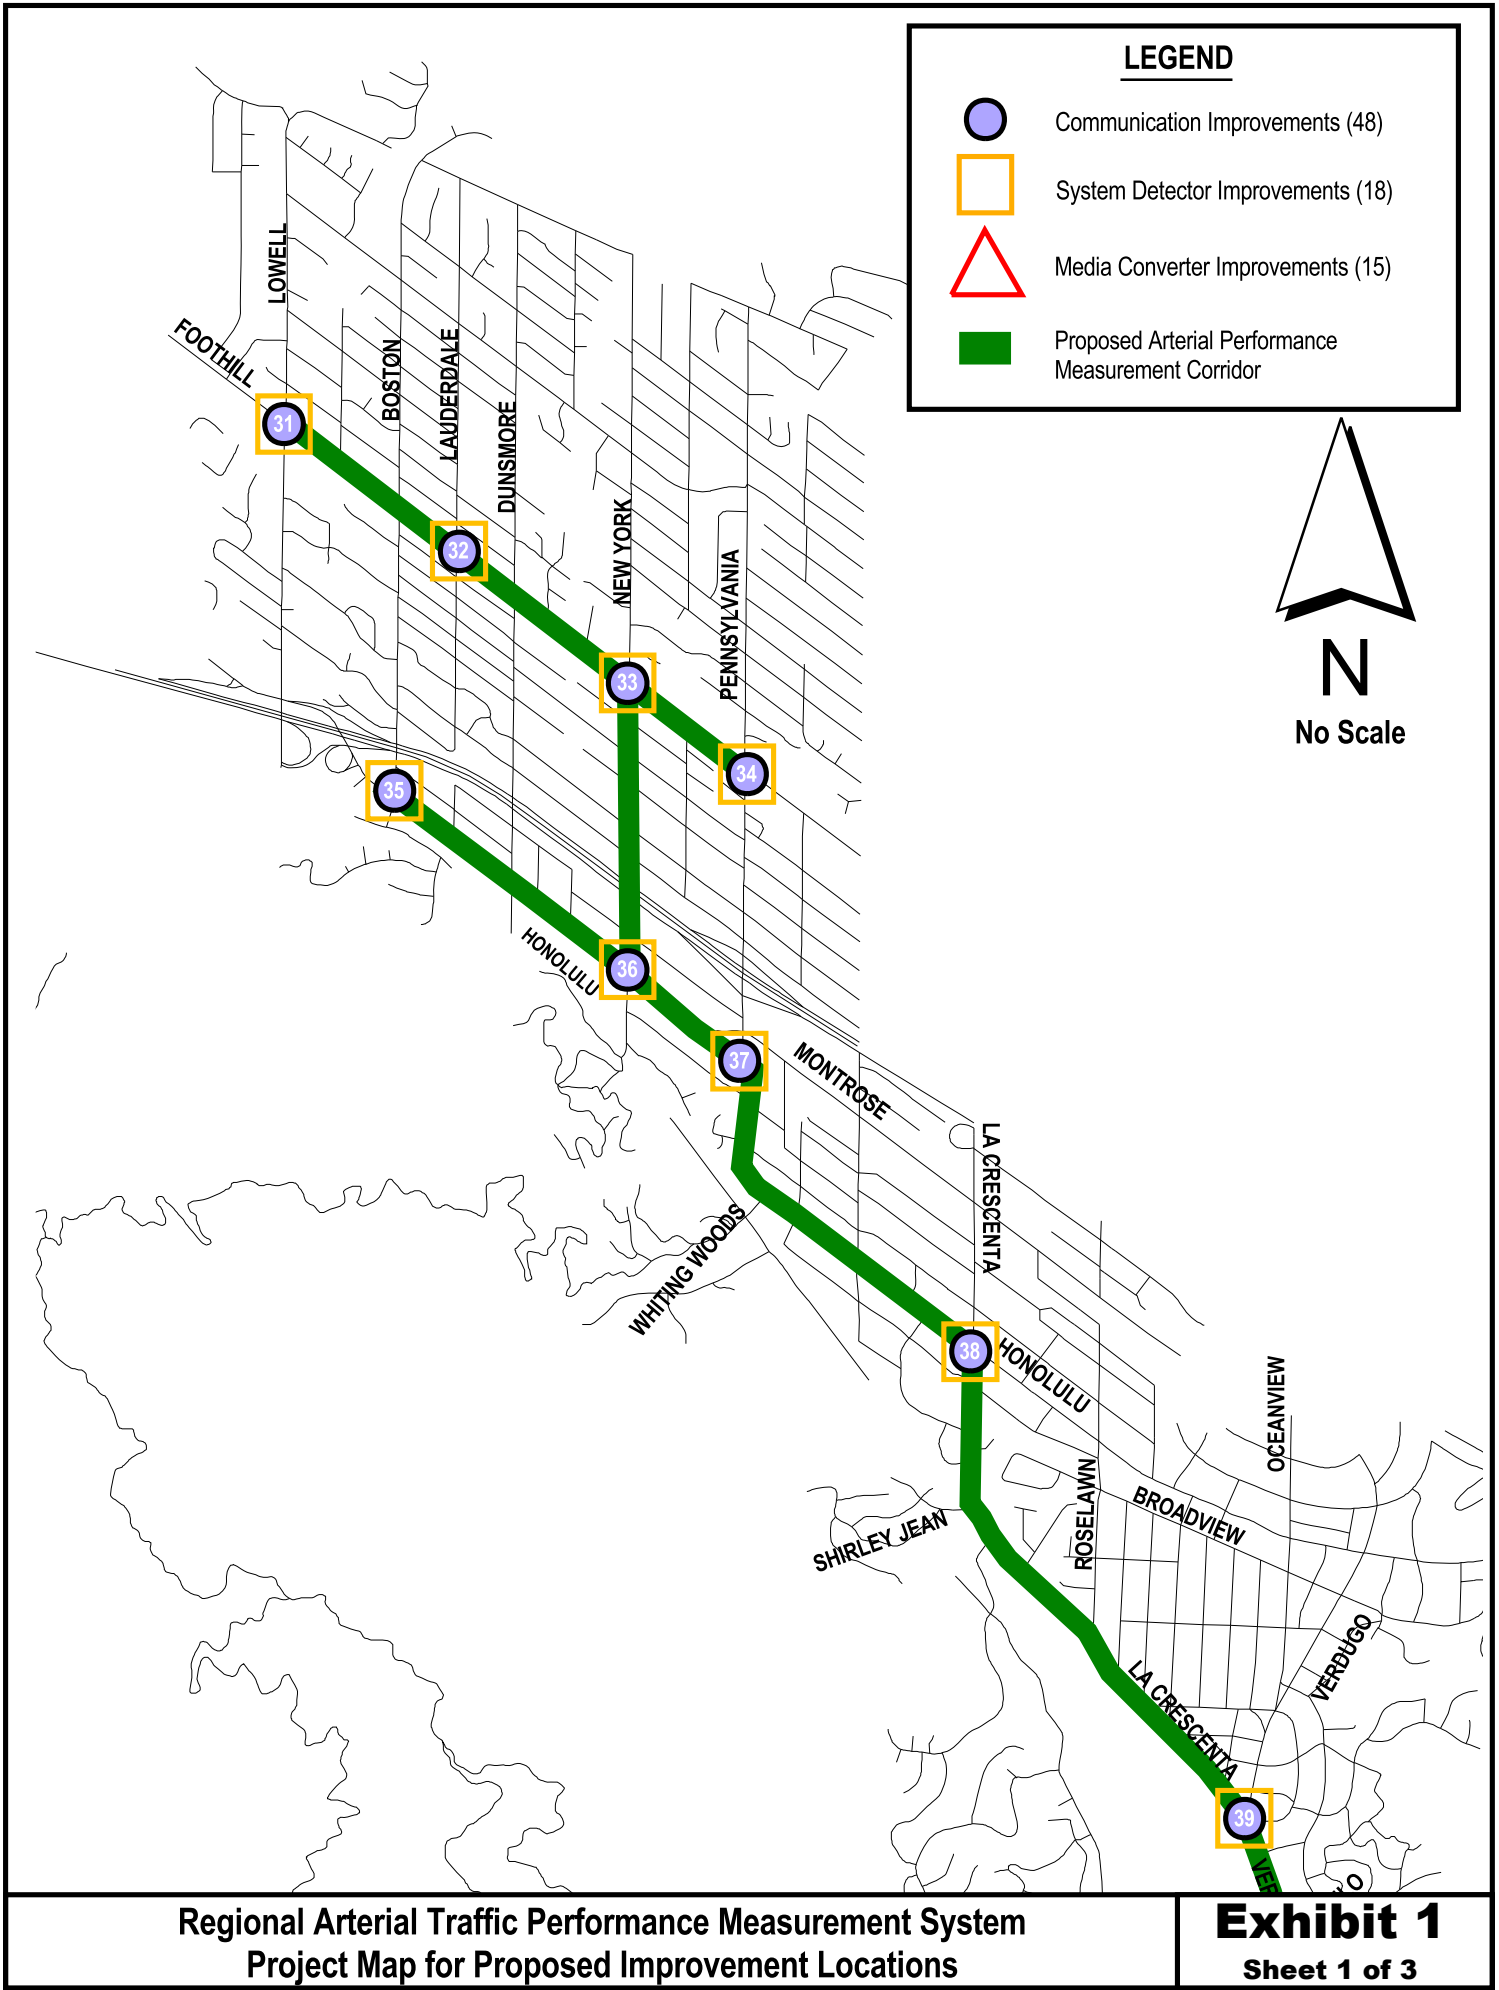 LEGEND
Communication Improvements (48)
System Detector Improvements (18)
Media Converter Improvements (15)
Proposed Arterial Performance
Measurement Corridor
N
No Scale
LOWELL
FOOTHILL
BOSTON
LAUDERDALE
DUNSMORE
NEW YORK
PENNSYLVANIA
31
32
33
34
35
36
HONOLULU
37
MONTROSE
LA CRESCENTA
WHITING WOODS
38
HONOLULU
OCEANVIEW
ROSELAWN
BROADVIEW
SHIRLEY JEAN
VERDUGO
LA CRESCENTA
39
Regional Arterial Traffic Performance Measurement System
Project Map for Proposed Improvement Locations
Exhibit 1
Sheet 1 of 3